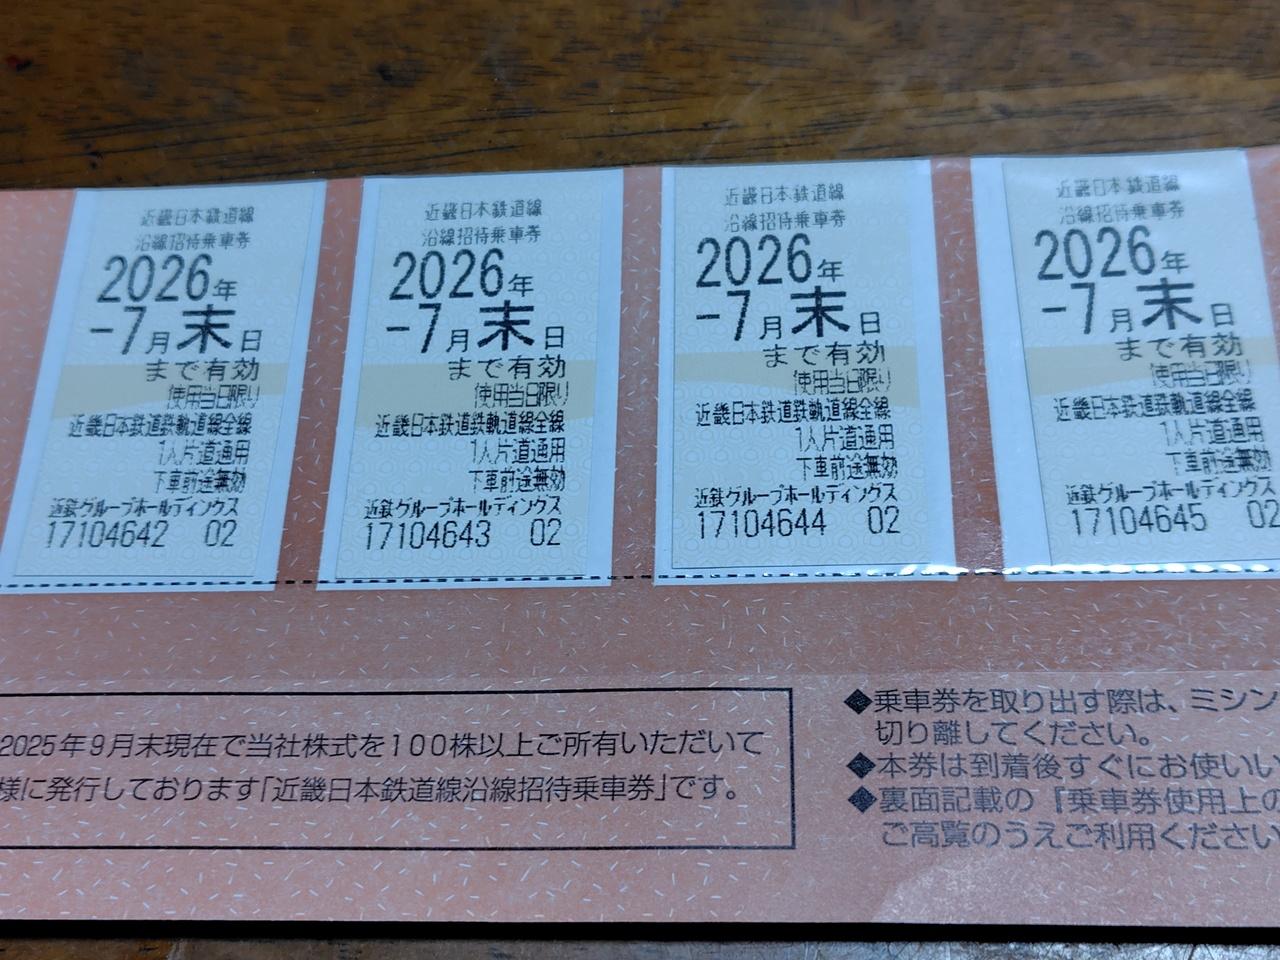 近畿日本鉄道線
沿線招待乗車券
2026年
-7月末日
まで有効
使用当日限り
近畿日本鉄道鉄軌道線全線
1人片道通用
下車前途無効
近鉄グループホールディングス
17104642 02
近畿日本鉄道線
沿線招待乗車券
2026年
-7月末日
まで有効
使用当日限り
近畿日本鉄道鉄軌道線全線
1人片道通用
下車前途無効
近鉄グループホールディングス
17104643 02
近畿日本鉄道線
沿線招待乗車券
2026年
-7月末日
まで有効
使用当日限り
近畿日本鉄道鉄軌道線全線
1人片道通用
下車前途無効
近鉄グループホールディングス
17104644 02
近畿日本鉄道線
沿線招待乗車券
2026年
-7月末日
まで有効
使用当日限り
近畿日本鉄道鉄軌道線全線
1人片道通用
下車前途無効
近鉄グループホールディングス
17104645 02
2025年9月末現在で当社株式を100株以上ご所有いただいて
様に発行しております「近畿日本鉄道線沿線招待乗車券」です。
◆乗車券を取り出す際は、ミシン
切り離してください。
◆本券は到着後すぐにお使いい
◆裏面記載の『乗車券使用上の
ご高覧のうえご利用ください